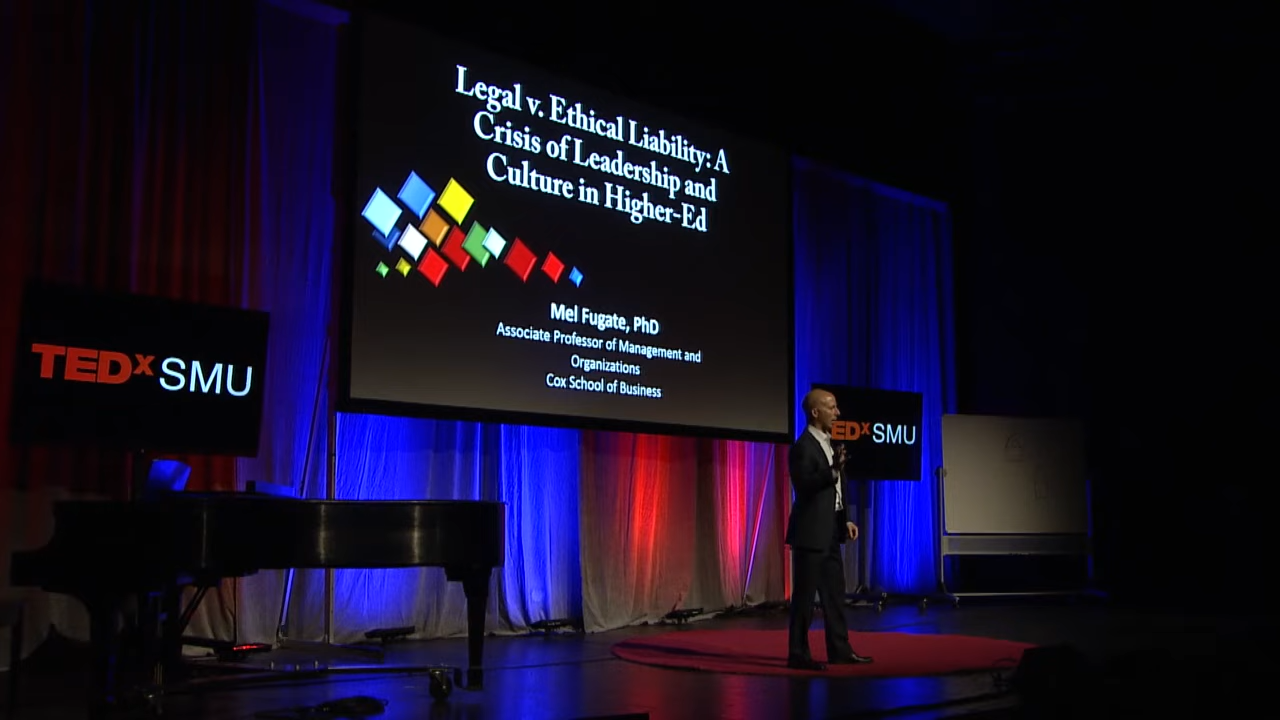 Legal v. Ethical Liability: A
Crisis of Leadership and
Culture in Higher-Ed
Mel Fugate, PhD
Associate Professor of Management and
Organizations
Cox School of Business
TEDx SMU
EDx SMU